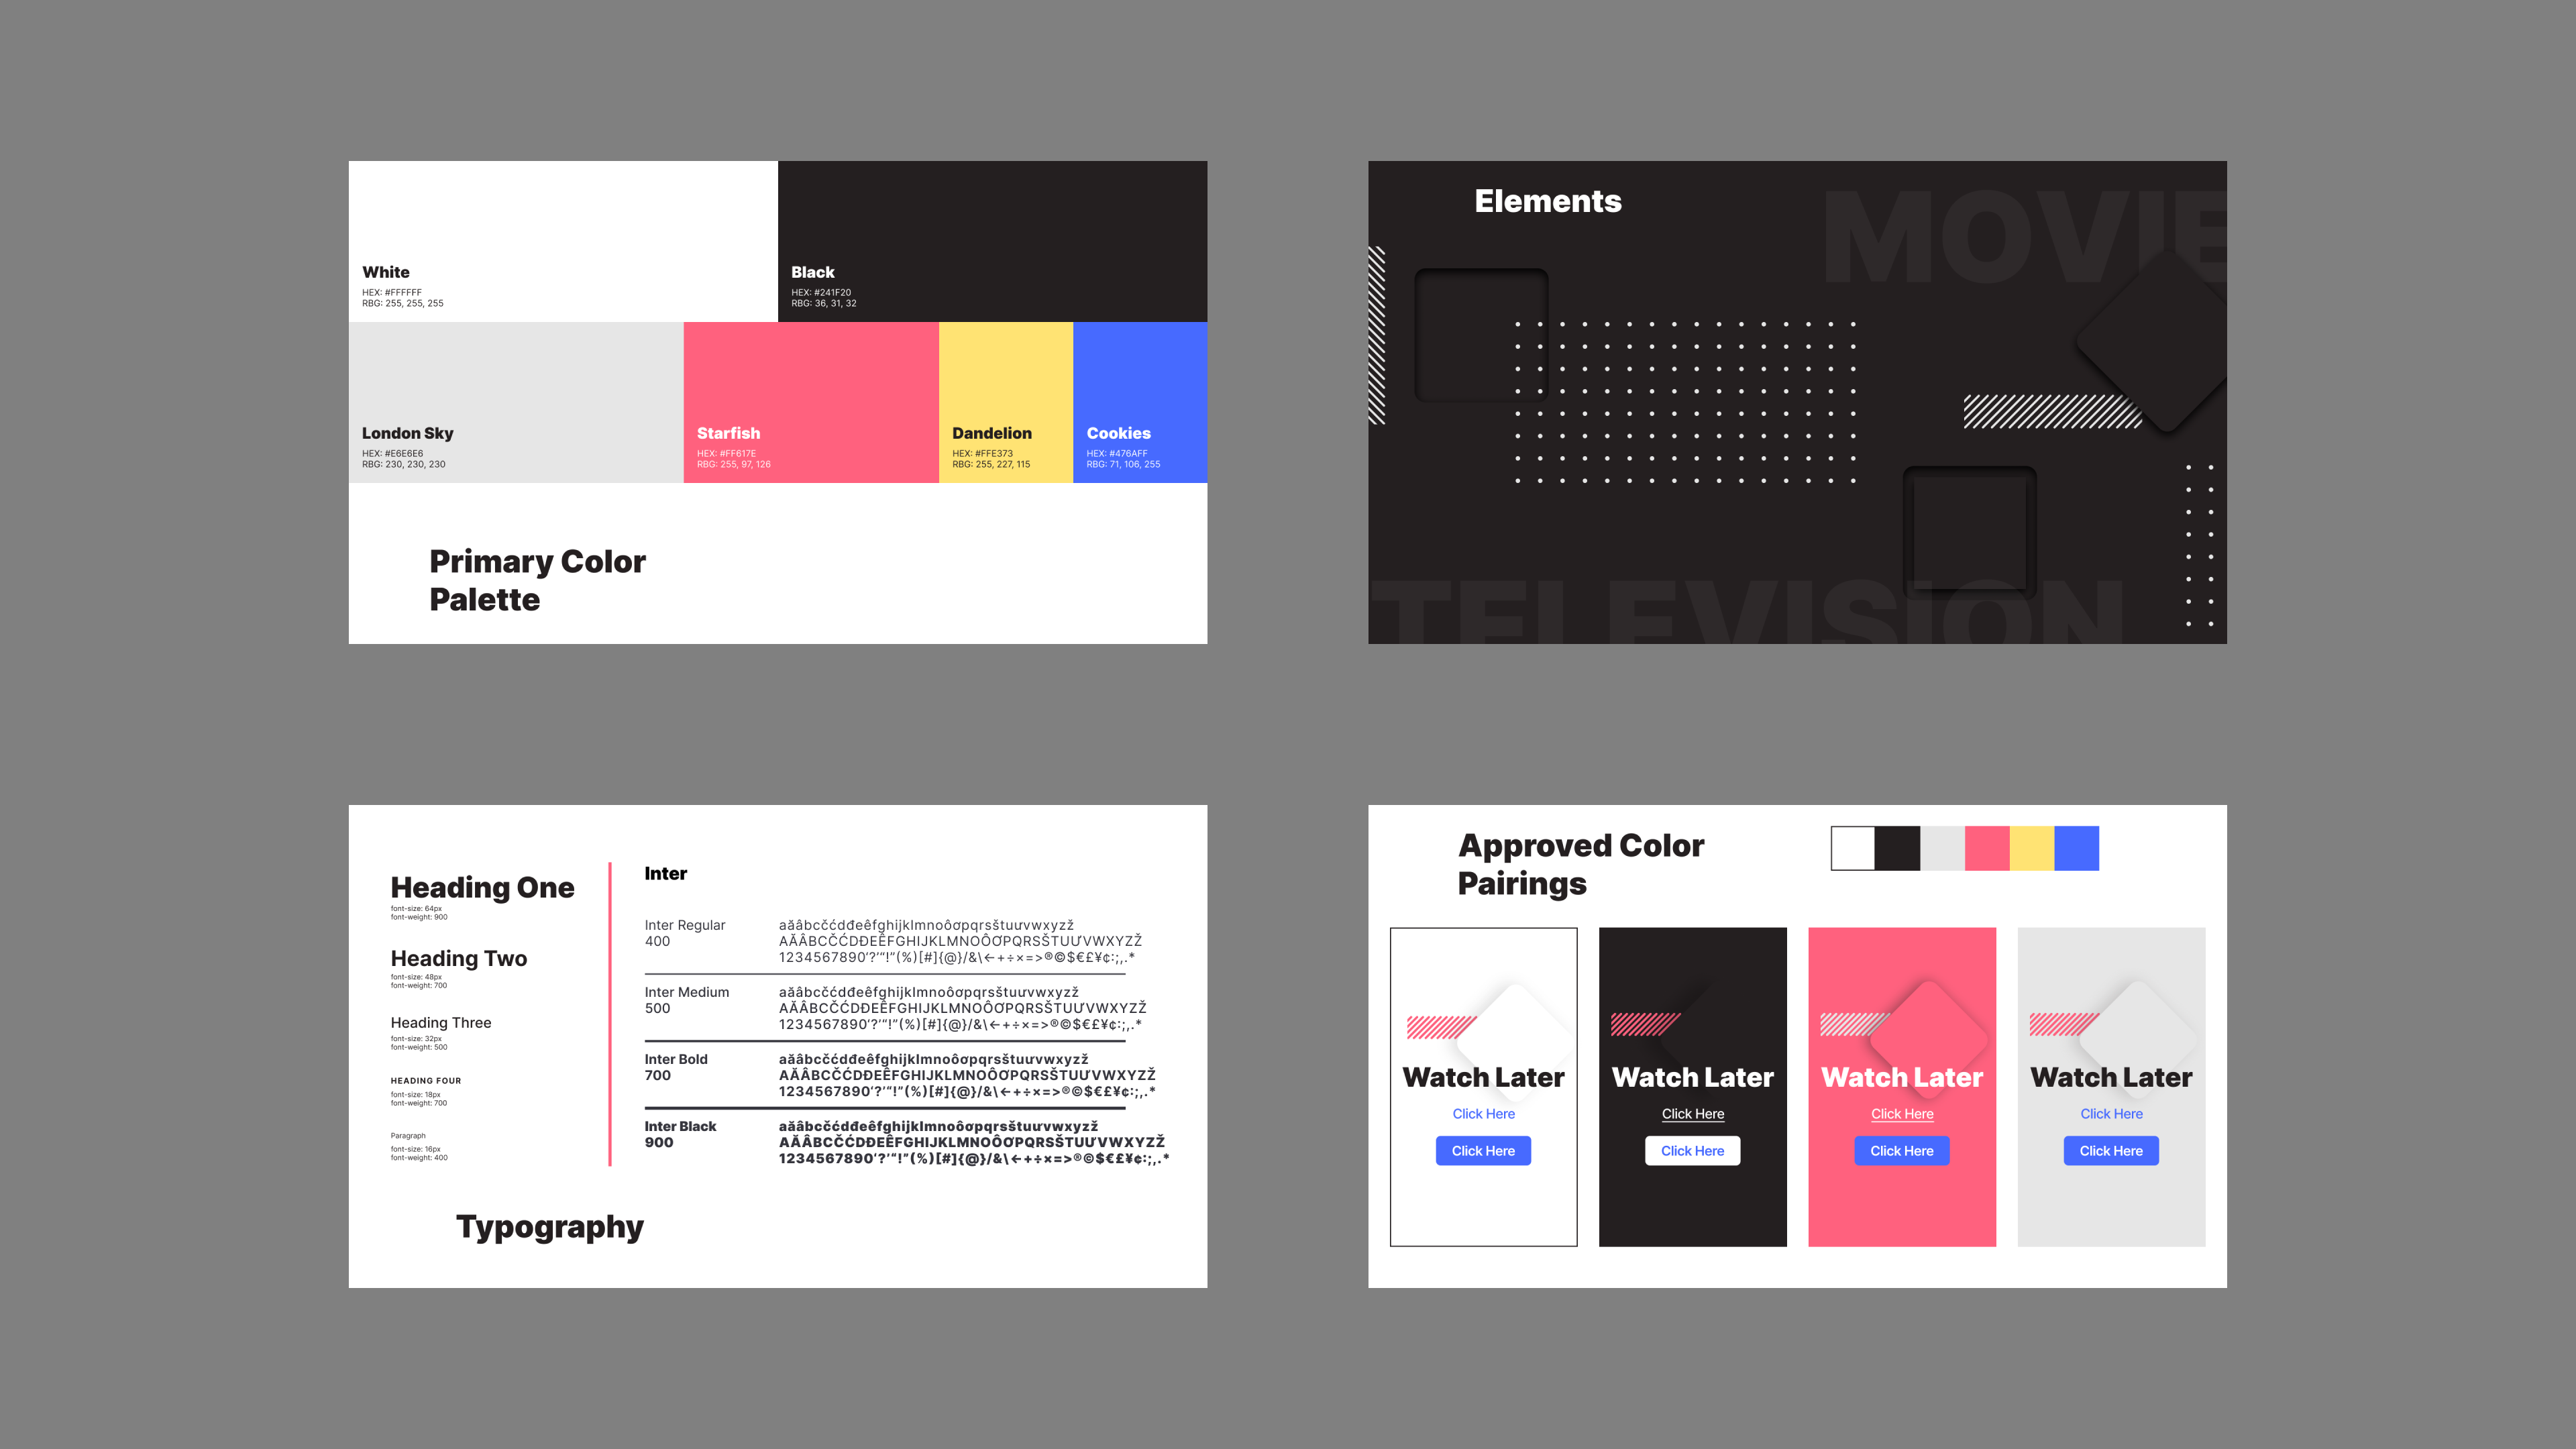 White
HEX: #FFFFFF
RBG: 255, 255, 255
Black
HEX: #241F20
RBG: 36, 31, 32
London Sky
HEX: #E6E6E6
RBG: 230, 230, 230
Starfish
HEX: #FF617E
RBG: 255, 97, 126
Dandelion
HEX: #FFE373
RBG: 255, 227, 115
Cookies
HEX: #476AFF
RBG: 71, 106, 255
Primary Color
Palette
Elements
MOVIE
TELEVISION
Heading One
font-size: 64px
font-weight: 900
Heading Two
font-size: 48px
font-weight: 700
Heading Three
font-size: 32px
font-weight: 500
HEADING FOUR
font-size: 18px
font-weight: 700
Paragraph
font-size: 16px
font-weight: 400
Inter
Inter Regular
400
aăâbcčćdđeêfghijklmnoôơpqrsštuưvwxyzž
AĂÂBCČĆDĐEÊFGHIJKLMNOÔƠPQRSŠTUƯVWXYZŽ
1234567890‘?’“!”(%)[#]{@}/&\<-+÷×=>®©$€£¥¢:;,.*
Inter Medium
500
aăâbcčćdđeêfghijklmnoôơpqrsštuưvwxyzž
AĂÂBCČĆDĐEÊFGHIJKLMNOÔƠPQRSŠTUƯVWXYZŽ
1234567890‘?’“!”(%)[#]{@}/&\<-+÷×=>®©$€£¥¢:;,.*
Inter Bold
700
aăâbcčćdđeêfghijklmnoôơpqrsštuưvwxyzž
AĂÂBCČĆDĐEÊFGHIJKLMNOÔƠPQRSŠTUƯVWXYZŽ
1234567890‘?’“!”(%)[#]{@}/&\<-+÷×=>®©$€£¥¢:;,.*
Inter Black
900
aăâbcčćdđeêfghijklmnoôơpqrsštuưvwxyzž
AĂÂBCČĆDĐEÊFGHIJKLMNOÔƠPQRSŠTUƯVWXYZŽ
1234567890‘?’“!”(%)[#]{@}/&\<-+÷×=>®©$€£¥¢:;,.*
Typography
Approved Color
Pairings
Watch Later
Click Here
Click Here
Watch Later
Click Here
Click Here
Watch Later
Click Here
Click Here
Watch Later
Click Here
Click Here